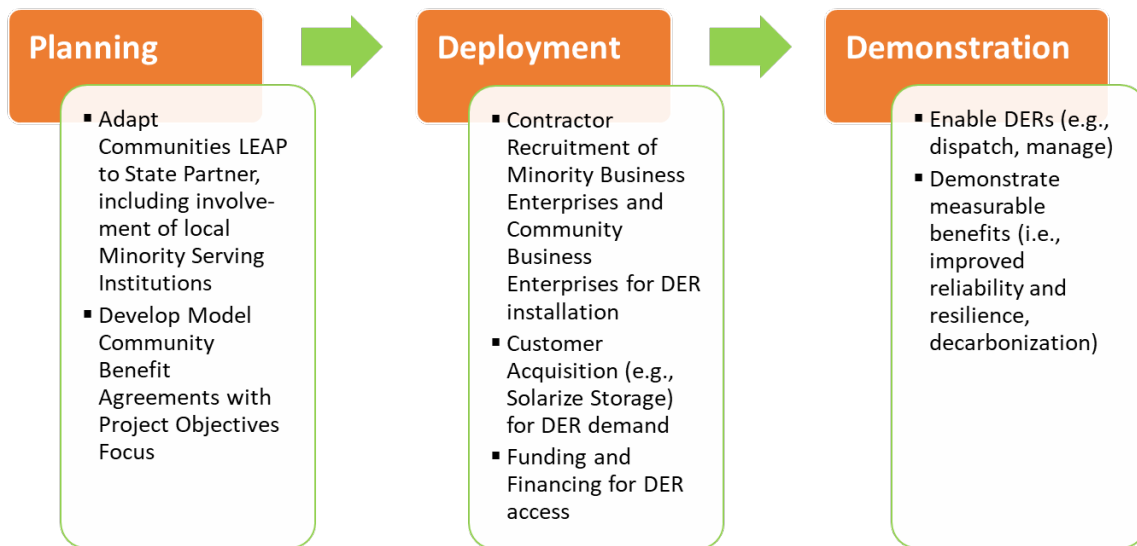 Planning
▪ Adapt
Communities LEAP
to State Partner,
including involve-
ment of local
Minority Serving
Institutions
▪ Develop Model
Community
Benefit
Agreements with
Project Objectives
Focus
Deployment
▪ Contractor
Recruitment of
Minority Business
Enterprises and
Community
Business
Enterprises for DER
installation
▪ Customer
Acquisition (e.g.,
Solarize Storage)
for DER demand
▪ Funding and
Financing for DER
access
Demonstration
▪ Enable DERs (e.g.,
dispatch, manage)
▪ Demonstrate
measurable
benefits (i.e.,
improved
reliability and
resilience,
decarbonization)